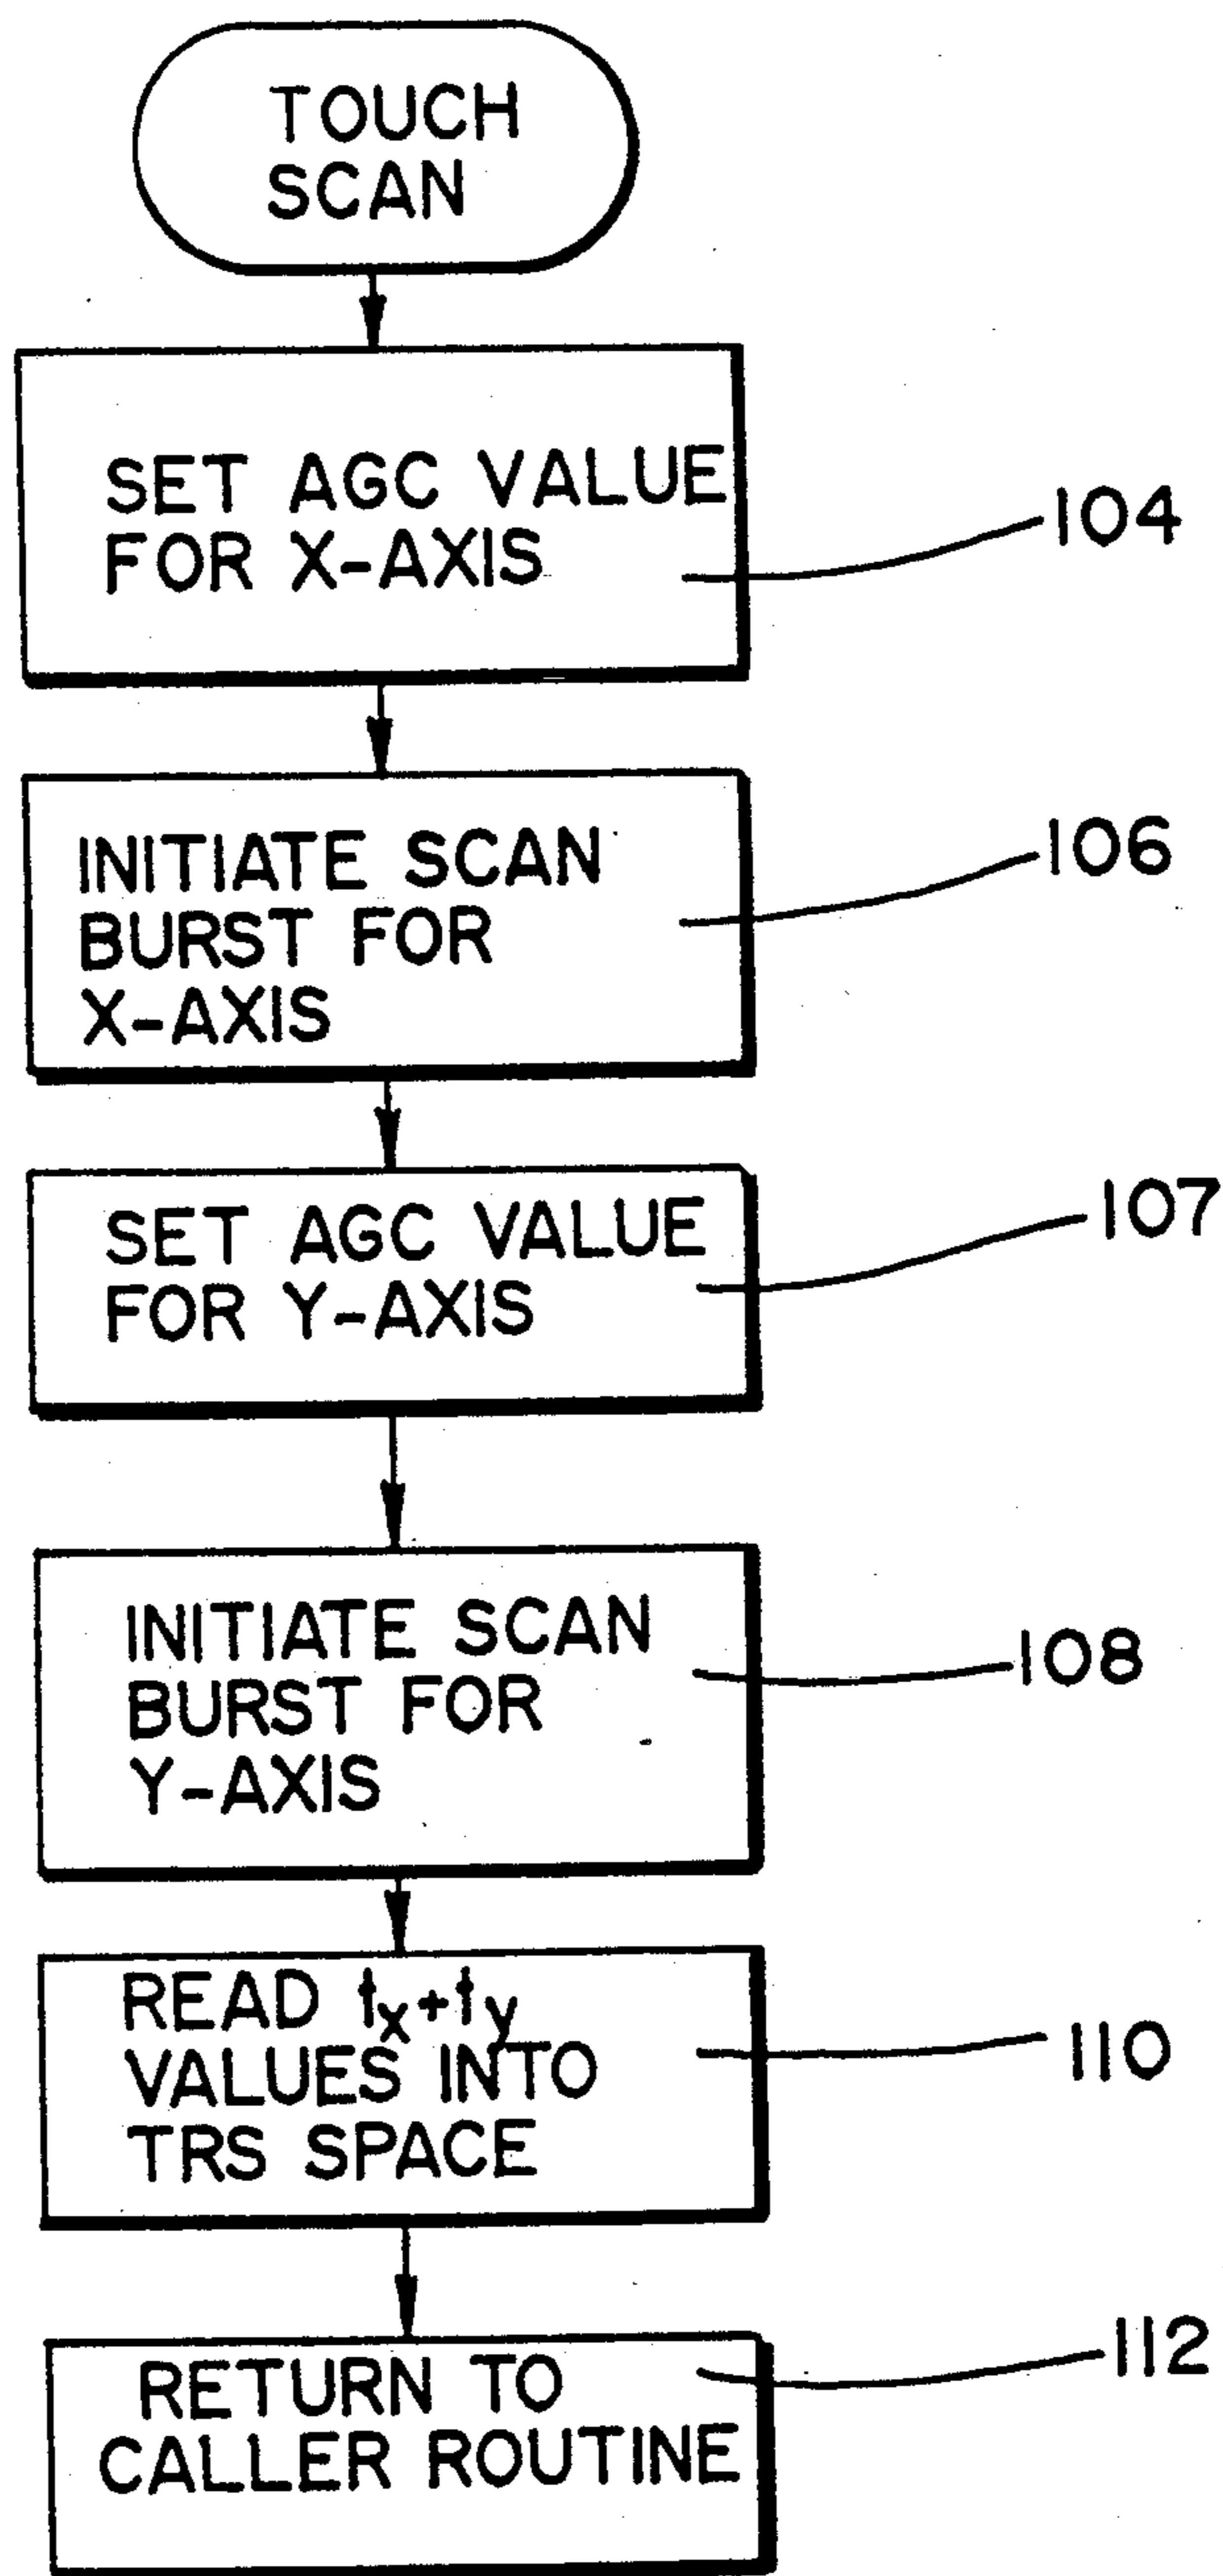 TOUCH
SCAN
SET AGC VALUE
FOR X-AXIS
104
INITIATE SCAN
BURST FOR
X-AXIS
106
SET AGC VALUE
FOR Y-AXIS
107
INITIATE SCAN
BURST FOR
Y-AXIS
108
READ tx+ty
VALUES INTO
TRS SPACE
110
RETURN TO
CALLER ROUTINE
112